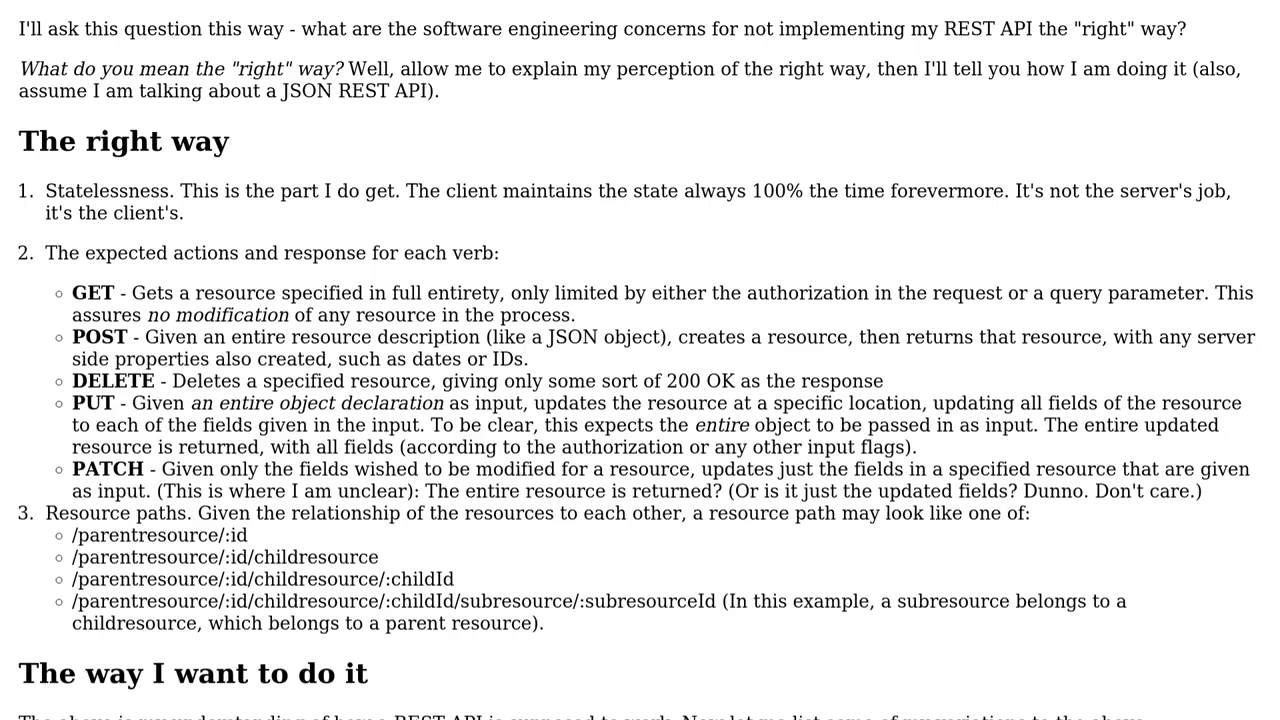 I'll ask this question this way - what are the software engineering concerns for not implementing my REST API the "right" way?
What do you mean the "right" way? Well, allow me to explain my perception of the right way, then I'll tell you how I am doing it (also,
assume I am talking about a JSON REST API).
The right way
1. Statelessness. This is the part I do get. The client maintains the state always 100% the time forevermore. It's not the server's job,
it's the client's.
2. The expected actions and response for each verb:
◦ GET - Gets a resource specified in full entirety, only limited by either the authorization in the request or a query parameter. This
assures no modification of any resource in the process.
◦ POST - Given an entire resource description (like a JSON object), creates a resource, then returns that resource, with any server
side properties also created, such as dates or IDs.
◦ DELETE - Deletes a specified resource, giving only some sort of 200 OK as the response
◦ PUT - Given an entire object declaration as input, updates the resource at a specific location, updating all fields of the resource
to each of the fields given in the input. To be clear, this expects the entire object to be passed in as input. The entire updated
resource is returned, with all fields (according to the authorization or any other input flags).
◦ PATCH - Given only the fields wished to be modified for a resource, updates just the fields in a specified resource that are given
as input. (This is where I am unclear): The entire resource is returned? (Or is it just the updated fields? Dunno. Don't care.)
3. Resource paths. Given the relationship of the resources to each other, a resource path may look like one of:
◦ /parentresource/:id
◦ /parentresource/:id/childresource
◦ /parentresource/:id/childresource/:childId
◦ /parentresource/:id/childresource/:childId/subresource/:subresourceId (In this example, a subresource belongs to a
childresource, which belongs to a parent resource).
The way I want to do it